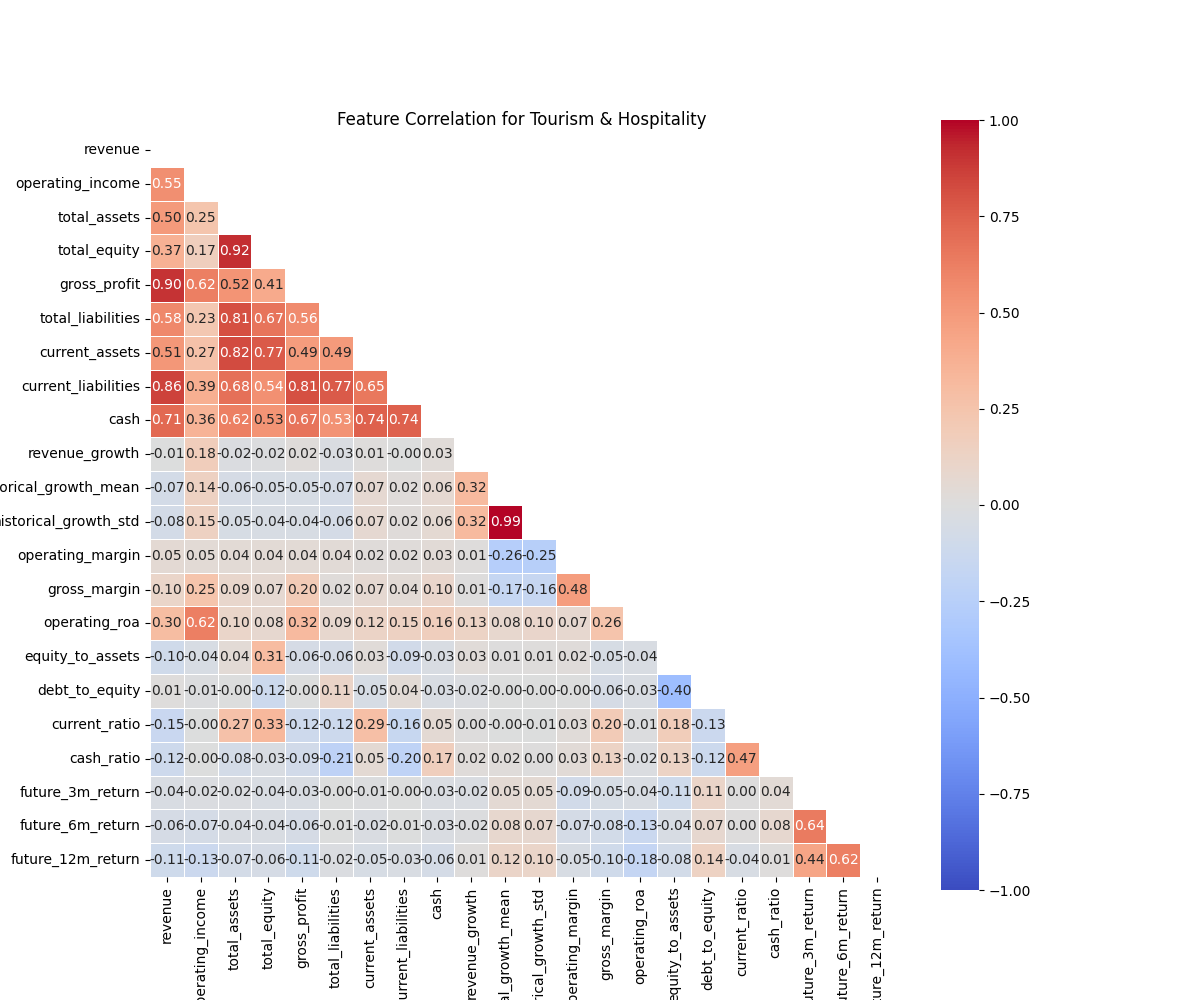 Feature Correlation for Tourism & Hospitality
revenue
operating_income 0.55
total_assets 0.50 0.25
total_equity 0.37 0.17 0.92
gross_profit 0.90 0.62 0.52 0.41
total_liabilities 0.58 0.23 0.81 0.67 0.56
current_assets 0.51 0.27 0.82 0.77 0.49 0.49
current_liabilities 0.86 0.39 0.68 0.54 0.81 0.77 0.65
cash 0.71 0.36 0.62 0.53 0.67 0.53 0.74 0.74
revenue_growth -0.01 0.18 -0.02 -0.02 0.02 -0.03 0.01 -0.00 0.03
orical_growth_mean -0.07 0.14 -0.06 -0.05 -0.05 -0.07 0.07 0.02 0.06 0.32
istorical_growth_std -0.08 0.15 -0.05 -0.04 -0.04 -0.06 0.07 0.02 0.06 0.32 0.99
operating_margin 0.05 0.05 0.04 0.04 0.04 0.04 0.02 0.02 0.03 0.01 -0.26 -0.25
gross_margin 0.10 0.25 0.09 0.07 0.20 0.02 0.07 0.04 0.10 0.01 -0.17 -0.16 0.48
operating_roa 0.30 0.62 0.10 0.08 0.32 0.09 0.12 0.15 0.16 0.13 0.08 0.10 0.07 0.26
equity_to_assets -0.10 -0.04 0.04 0.31 -0.06 -0.06 0.03 -0.09 -0.03 0.03 0.01 0.01 0.02 -0.05 -0.04
debt_to_equity 0.01 -0.01 -0.00 -0.12 -0.00 0.11 -0.05 0.04 -0.03 -0.02 -0.00 -0.00 -0.00 -0.06 -0.03 -0.40
current_ratio -0.15 -0.00 0.27 0.33 -0.12 -0.12 0.29 -0.16 0.05 0.00 -0.00 -0.01 0.03 0.20 -0.01 0.18 -0.13
cash_ratio -0.12 -0.00 -0.08 -0.03 -0.09 -0.21 0.05 -0.20 0.17 0.02 0.02 0.00 0.03 0.13 -0.02 0.13 -0.12 0.47
future_3m_return -0.04 -0.02 -0.02 -0.04 -0.03 -0.00 -0.01 -0.00 -0.03 -0.02 0.05 0.05 -0.09 -0.05 -0.04 -0.11 0.11 0.00 0.04
future_6m_return -0.06 -0.07 -0.04 -0.04 -0.06 -0.01 -0.02 -0.01 -0.03 -0.02 0.08 0.07 -0.07 -0.08 -0.13 -0.04 0.07 0.00 0.08 0.64
future_12m_return -0.11 -0.13 -0.07 -0.06 -0.11 -0.02 -0.05 -0.03 -0.06 0.01 0.12 0.10 -0.05 -0.10 -0.18 -0.08 0.14 -0.04 0.01 0.44 0.62
revenue
perating_income
total_assets
total_equity
gross_profit
total_liabilities
current_assets
urrent_liabilities
cash
revenue_growth
al_growth_mean
rical_growth_std
perating_margin
gross_margin
operating_roa
equity_to_assets
debt_to_equity
current_ratio
cash_ratio
uture_3m_return
uture_6m_return
ure_12m_return
1.00
0.75
0.50
0.25
0.00
−0.25
−0.50
−0.75
−1.00